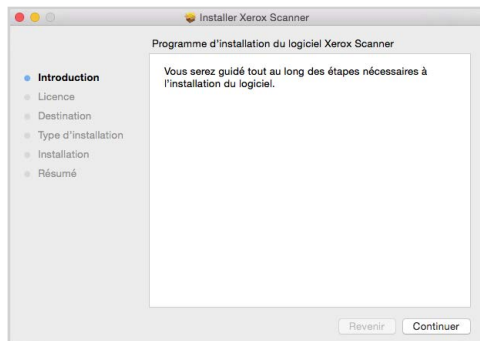 Installer Xerox Scanner
Programme d'installation du logiciel Xerox Scanner
Introduction
Licence
Destination
Type d'installation
Installation
Résumé
Vous serez guidé tout au long des étapes nécessaires à
l'installation du logiciel.
Revenir
Continuer